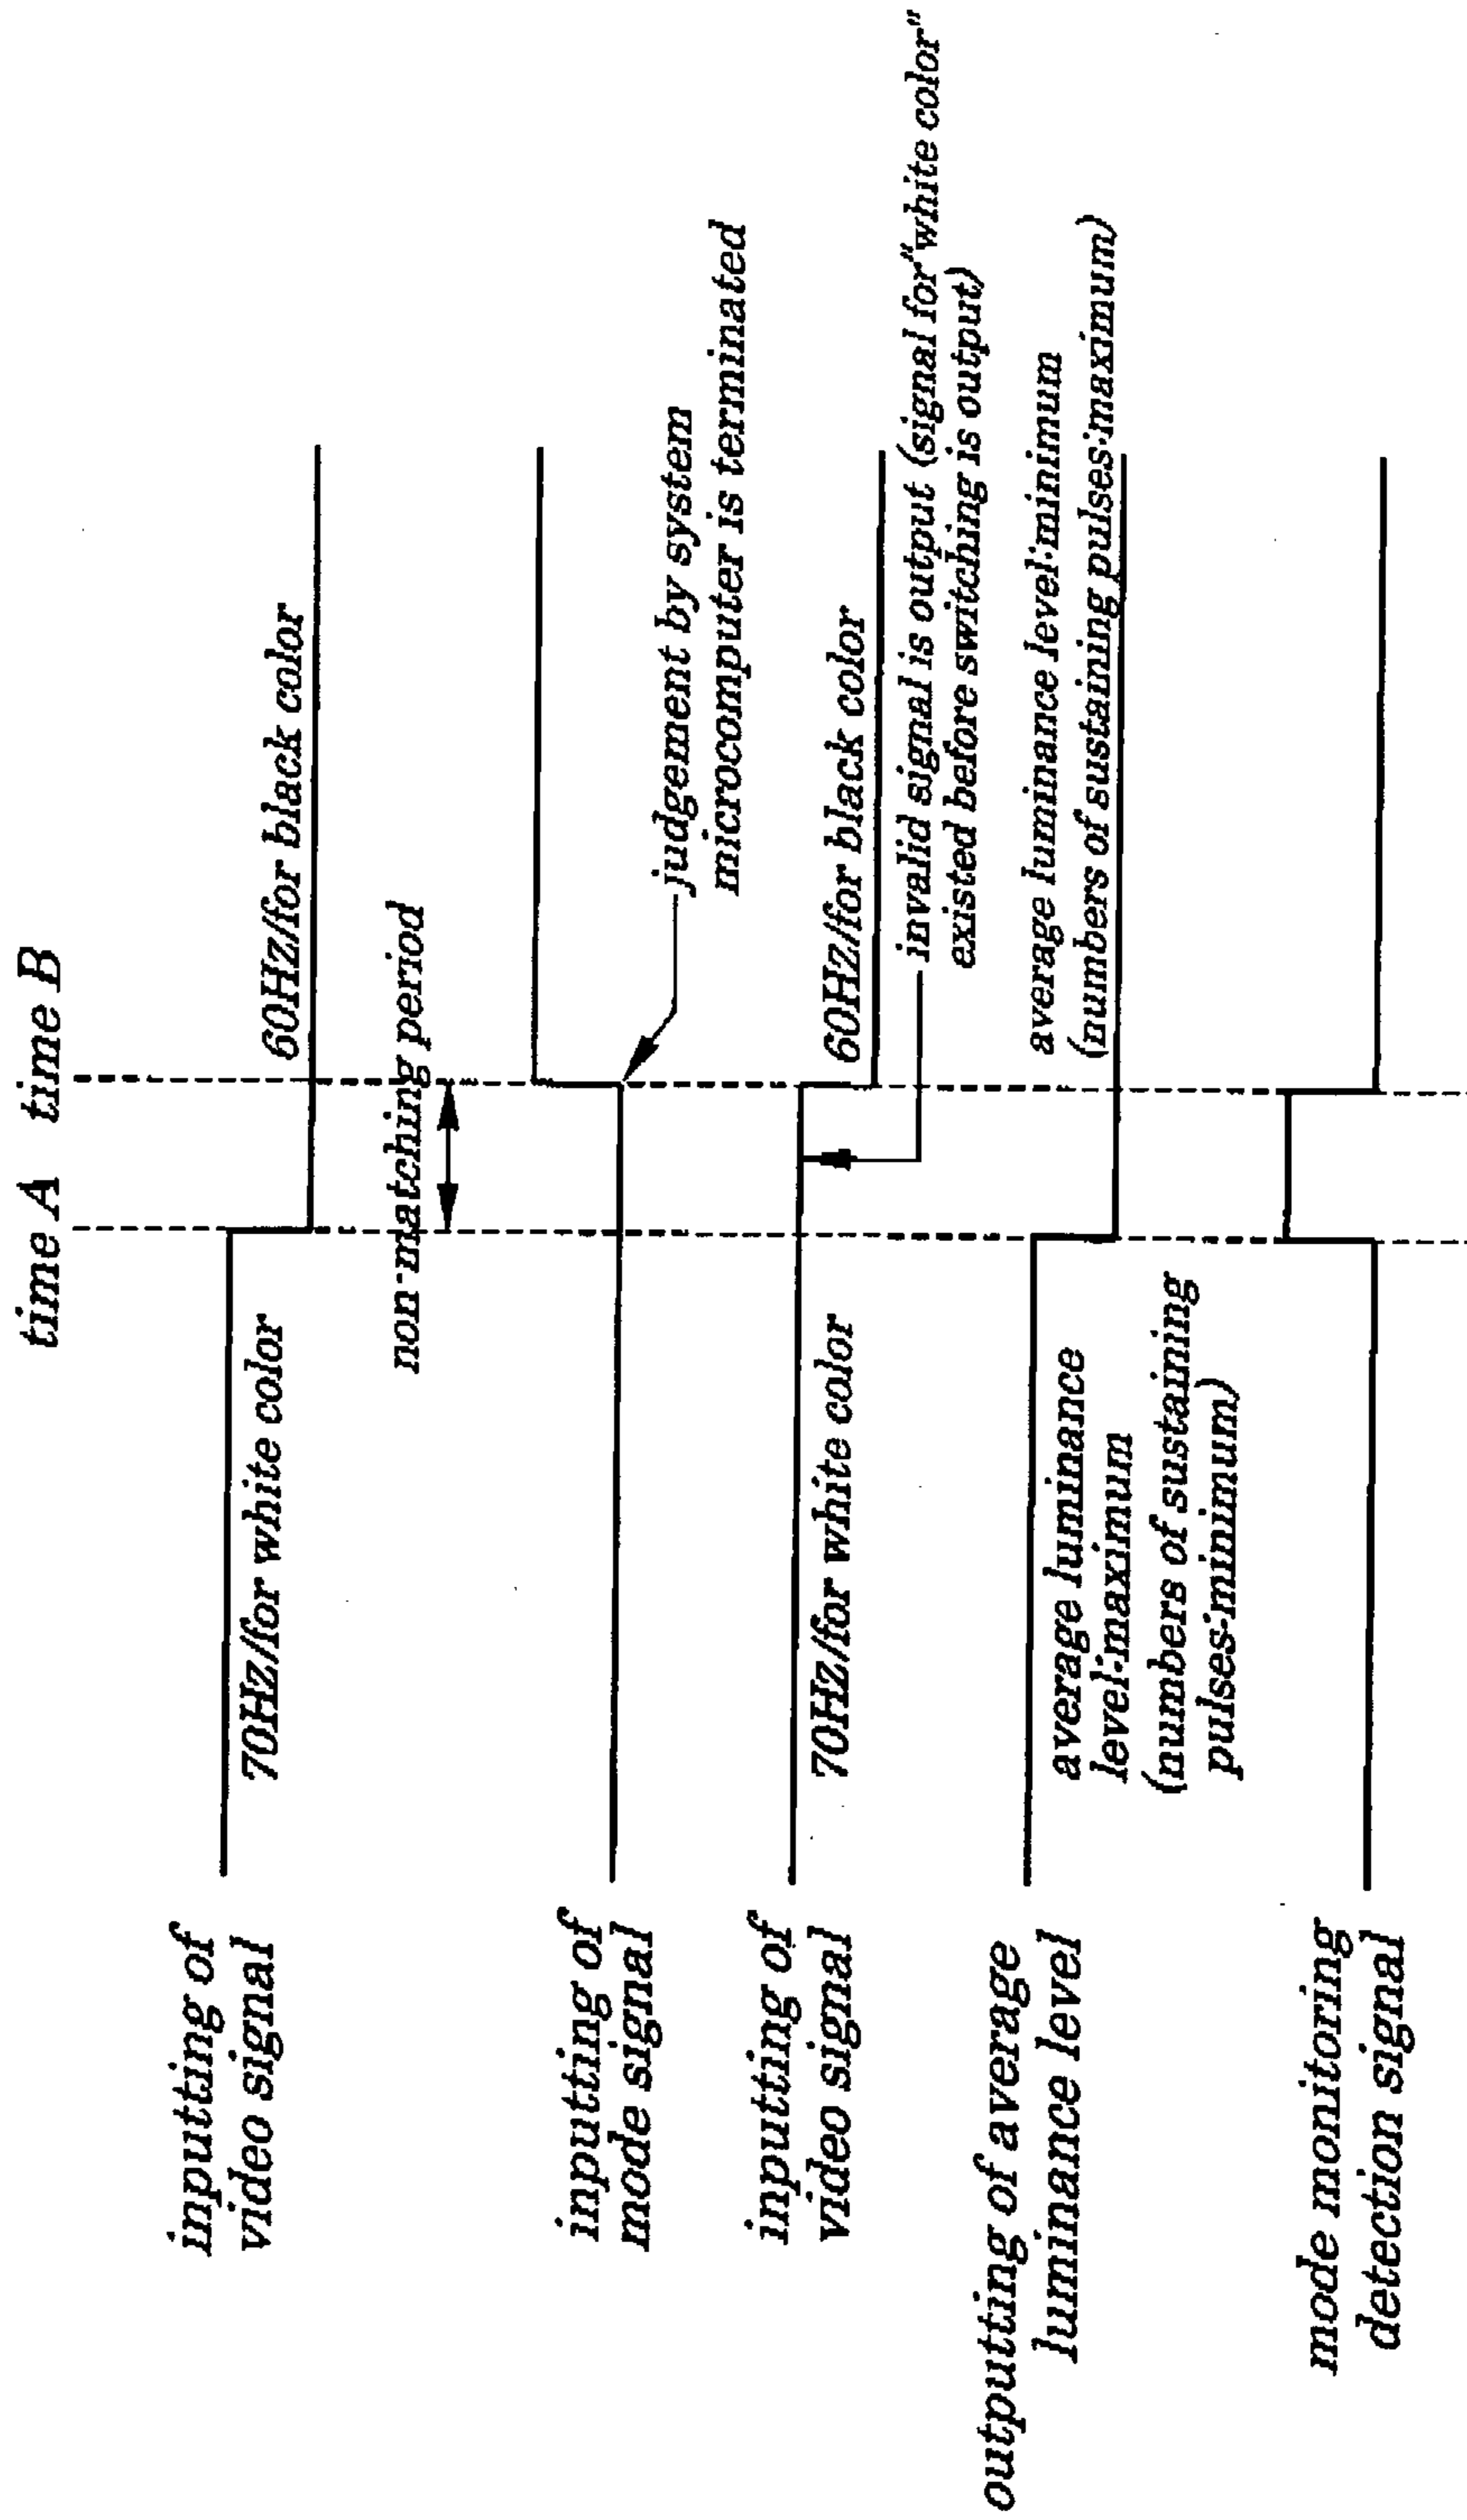 time A
time B
inputting of
video signal
70Hz/for white color
60Hz/for black color
non-matching period
inputting of
mode signal
judgement by system
microcomputer is terminated
inputting of
video signal
70Hz/for white color
60Hz/for black color
invalid signal is output (signal for "white color"
existed before switching is output)
outputting of average
luminance level
average luminance
level:maximum
(numbers of sustaining
pulses:minimum)
average luminance level:minimum
(numbers of sustaining pulses:maximum)
mode monitoring
detection signal